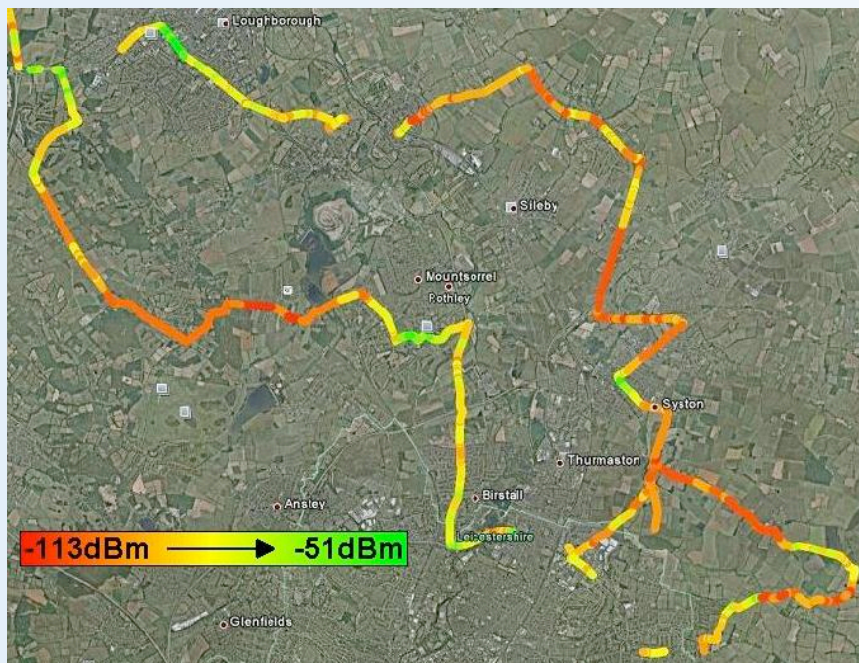 Loughborough
Sileby
Mountsorrel
Rothley
Syston
Thurmaston
Birstall
Ansley
Leicestershire
-113dBm
-51dBm
Glenfields